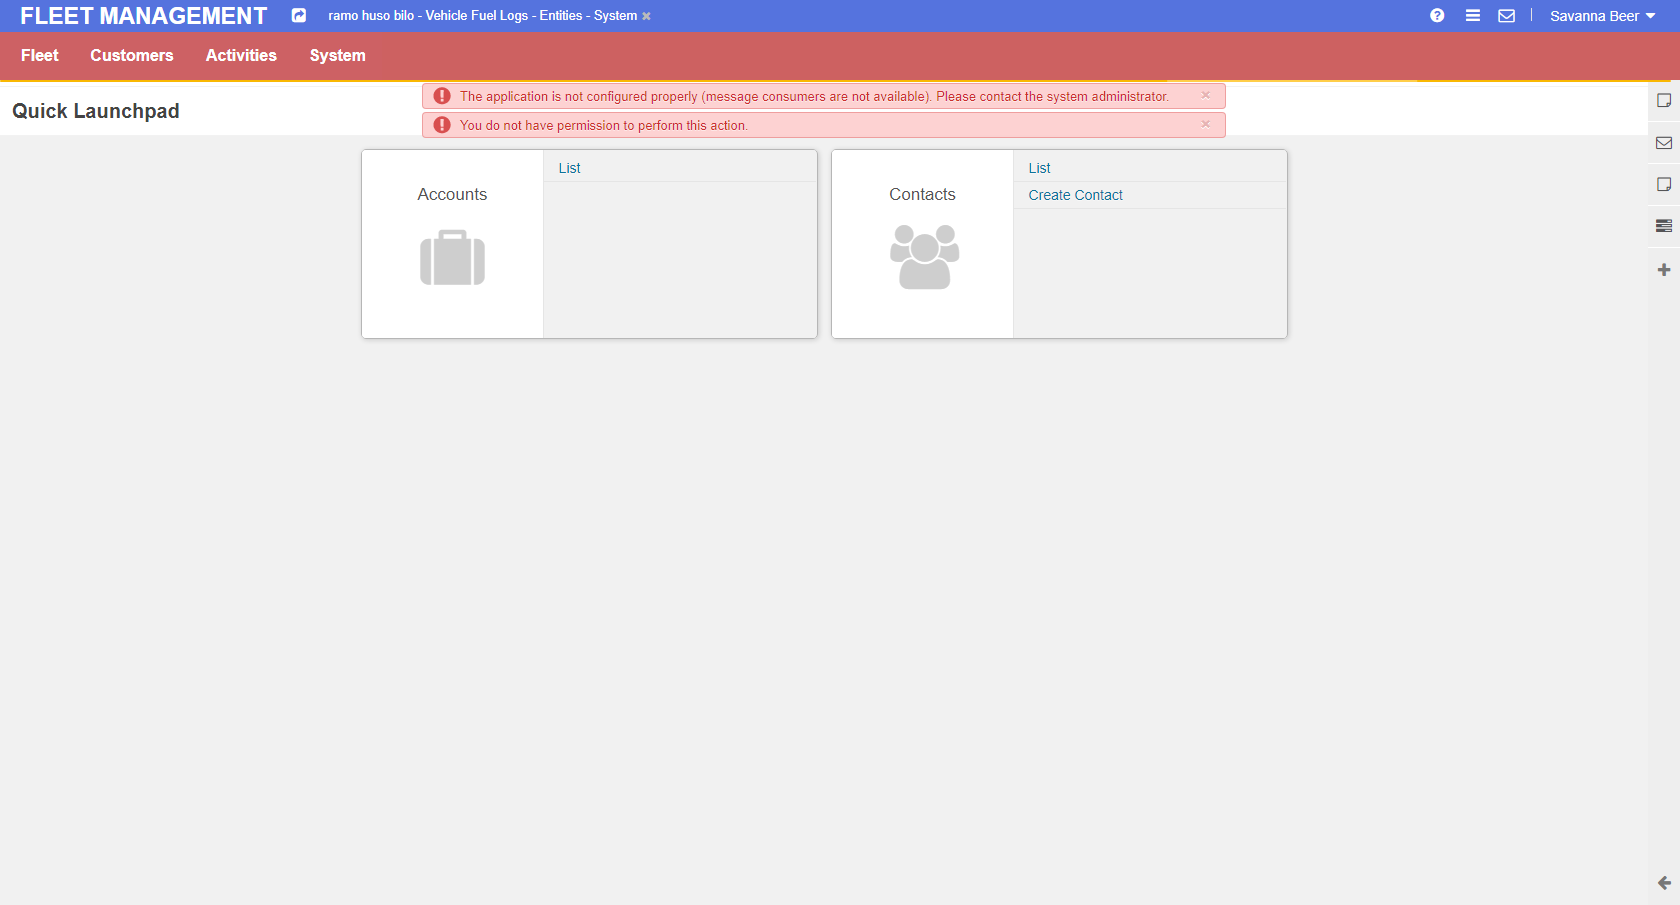 FLEET MANAGEMENT
ramo huso bilo - Vehicle Fuel Logs - Entities - System
Savanna Beer
Fleet
Customers
Activities
System
Quick Launchpad
The application is not configured properly (message consumers are not available). Please contact the system administrator.
You do not have permission to perform this action.
Accounts
List
Contacts
List
Create Contact